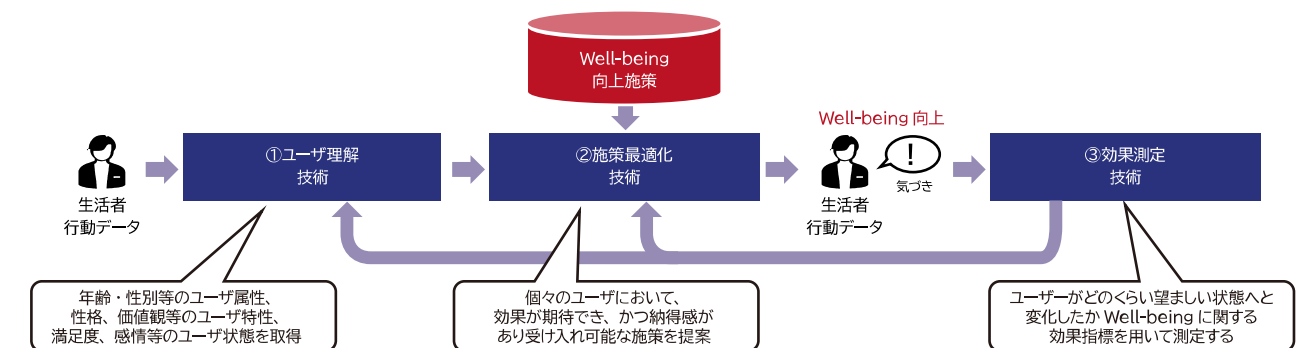 Well-being
向上施策
Well-being 向上
生活者
行動データ
①ユーザ理解
技術
②施策最適化
技術
!
気づき
生活者
行動データ
③効果測定
技術
年齢・性別等のユーザ属性、
性格、価値観等のユーザ特性、
満足度、感情等のユーザ状態を取得
個々のユーザにおいて、
効果が期待でき、かつ納得感が
あり受け入れ可能な施策を提案
ユーザーがどのくらい望ましい状態へと
変化したか Well-being に関する
効果指標を用いて測定する